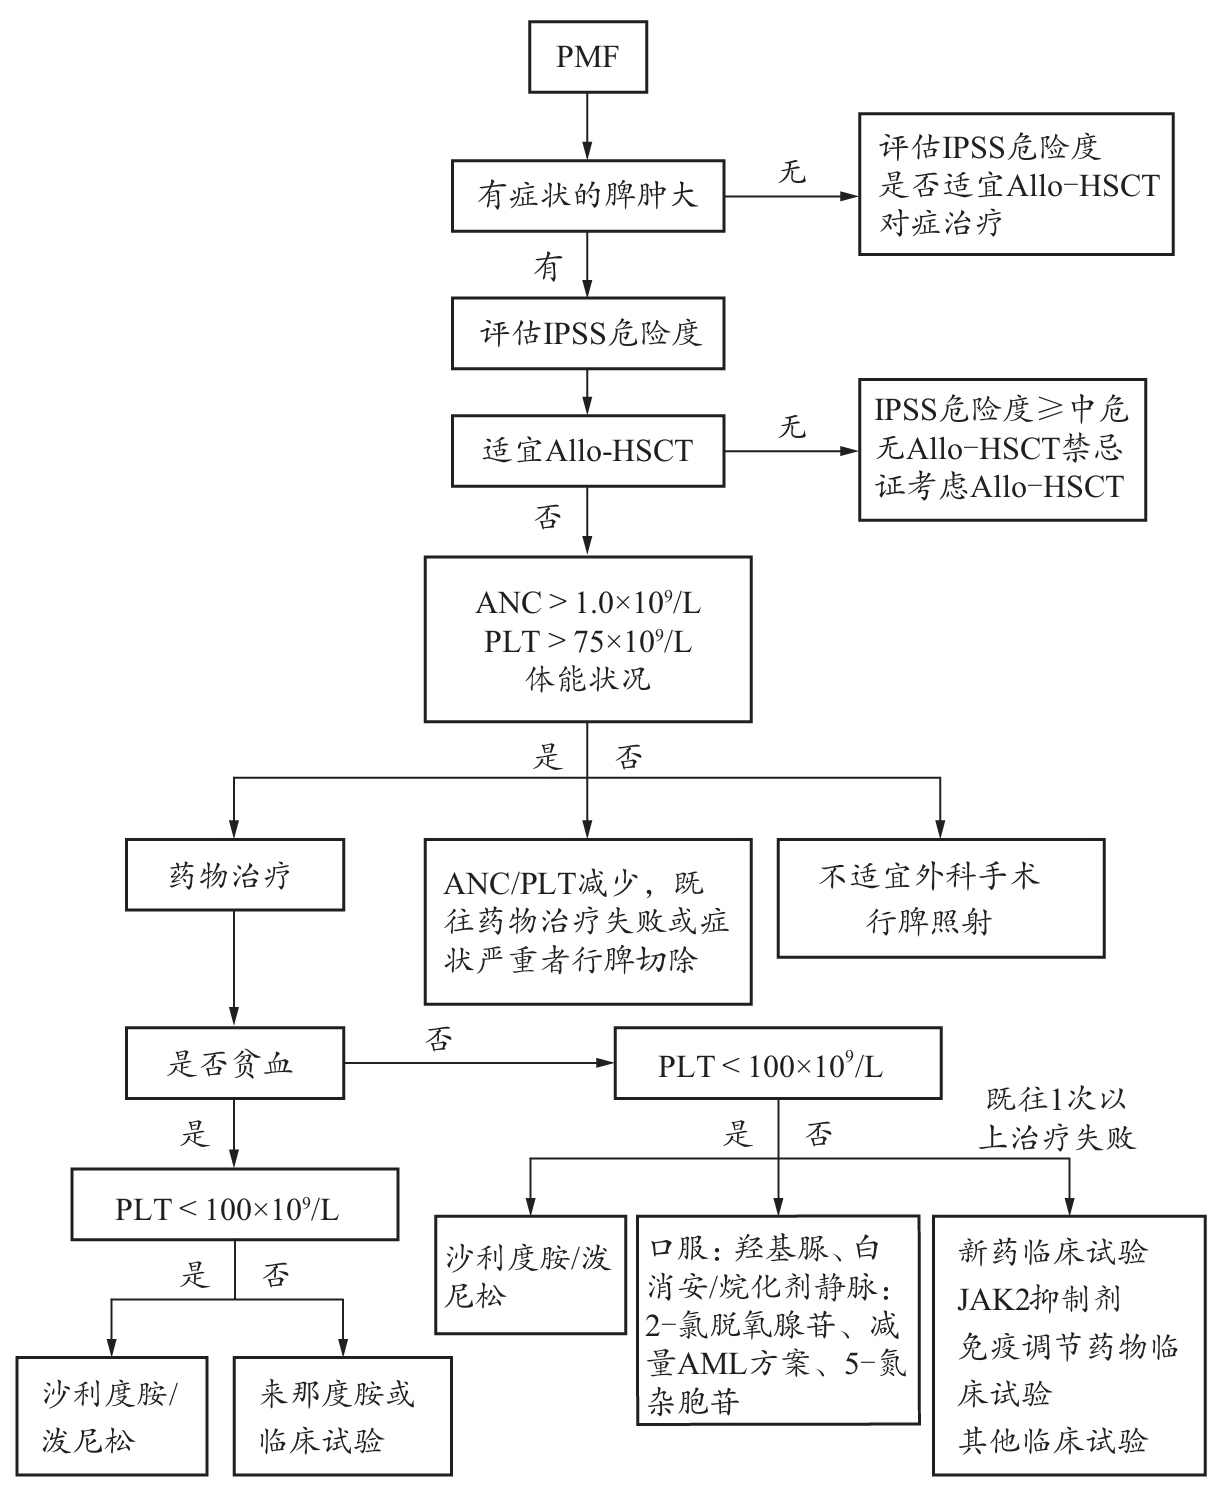 PMF
有症状的脾肿大
无
评估IPSS危险度
是否适宜Allo-HSCT
对症治疗
有
评估IPSS危险度
适宜Allo-HSCT
无
IPSS危险度≥中危
无Allo-HSCT禁忌
证考虑Allo-HSCT
否
ANC > 1.0×10⁹/L
PLT > 75×10⁹/L
体能状况
是
否
药物治疗
ANC/PLT减少，既
往药物治疗失败或症
状严重者行脾切除
不适宜外科手术
行脾照射
是否贫血
否
PLT < 100×10⁹/L
是
PLT < 100×10⁹/L
是
否
沙利度胺/
泼尼松
来那度胺或
临床试验
是
否
既往1次以
上治疗失败
沙利度胺/泼
尼松
口服：羟基脲、白
消安/烷化剂静脉：
2-氯脱氧腺苷、减
量AML方案、5-氮
杂胞苷
新药临床试验
JAK2抑制剂
免疫调节药物临
床试验
其他临床试验